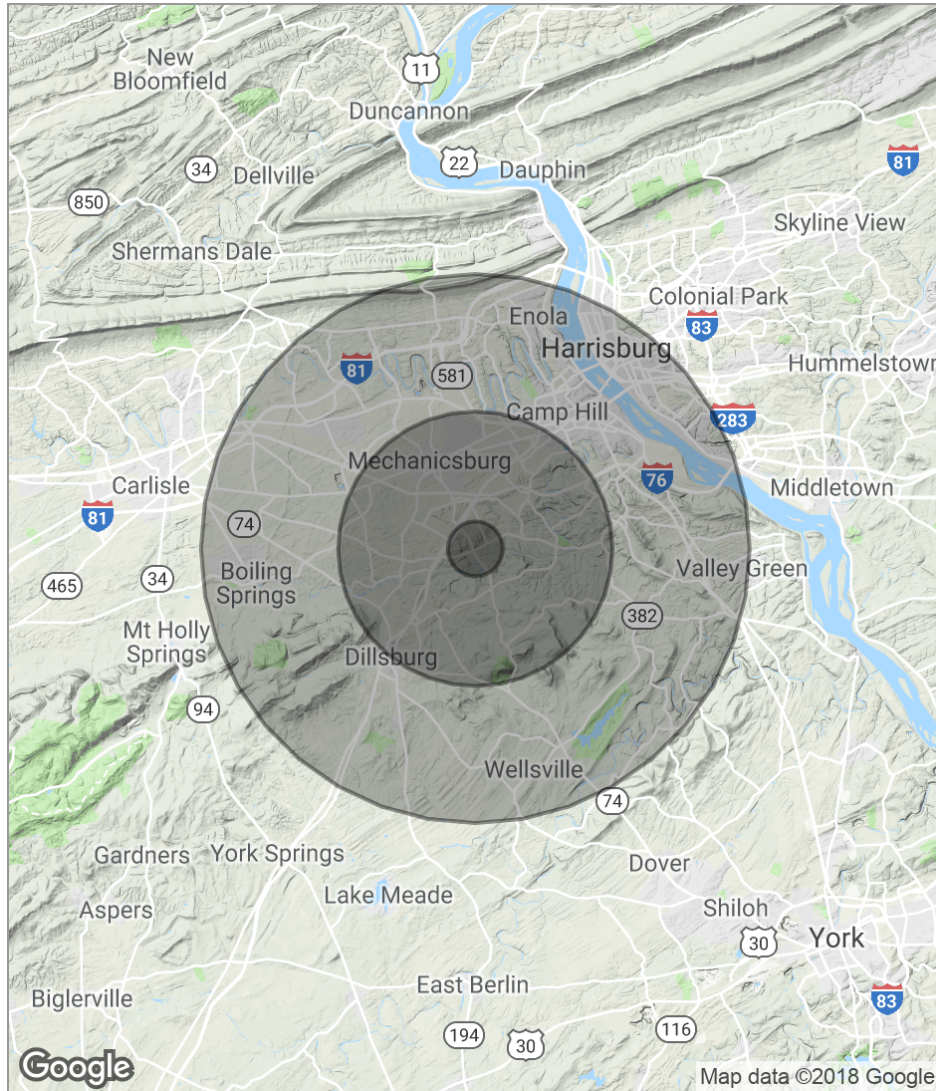 New
Bloomfield
11
Duncannon
22
Dauphin
81
34
Dellville
850
Skyline View
Shermans Dale
Colonial Park
Enola
83
Harrisburg
Hummelstown
81
581
Camp Hill
283
Mechanicsburg
76
Carlisle
Middletown
81
74
Boiling
Springs
Valley Green
465
34
382
Mt Holly
Springs
Dillsburg
94
Wellsville
74
Gardners
York Springs
Dover
Lake Meade
Aspers
Shiloh
30
York
East Berlin
Biglerville
83
194
30
116
Google
Map data ©2018 Google